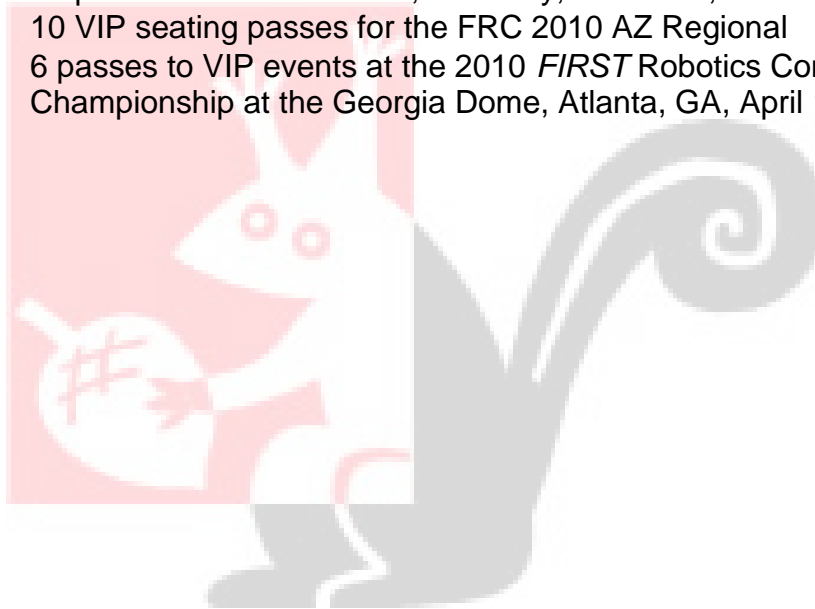 10 VIP seating passes for the FRC 2010 AZ Regional
6 passes to VIP events at the 2010 FIRST Robotics
Championship at the Georgia Dome, Atlanta, GA, April